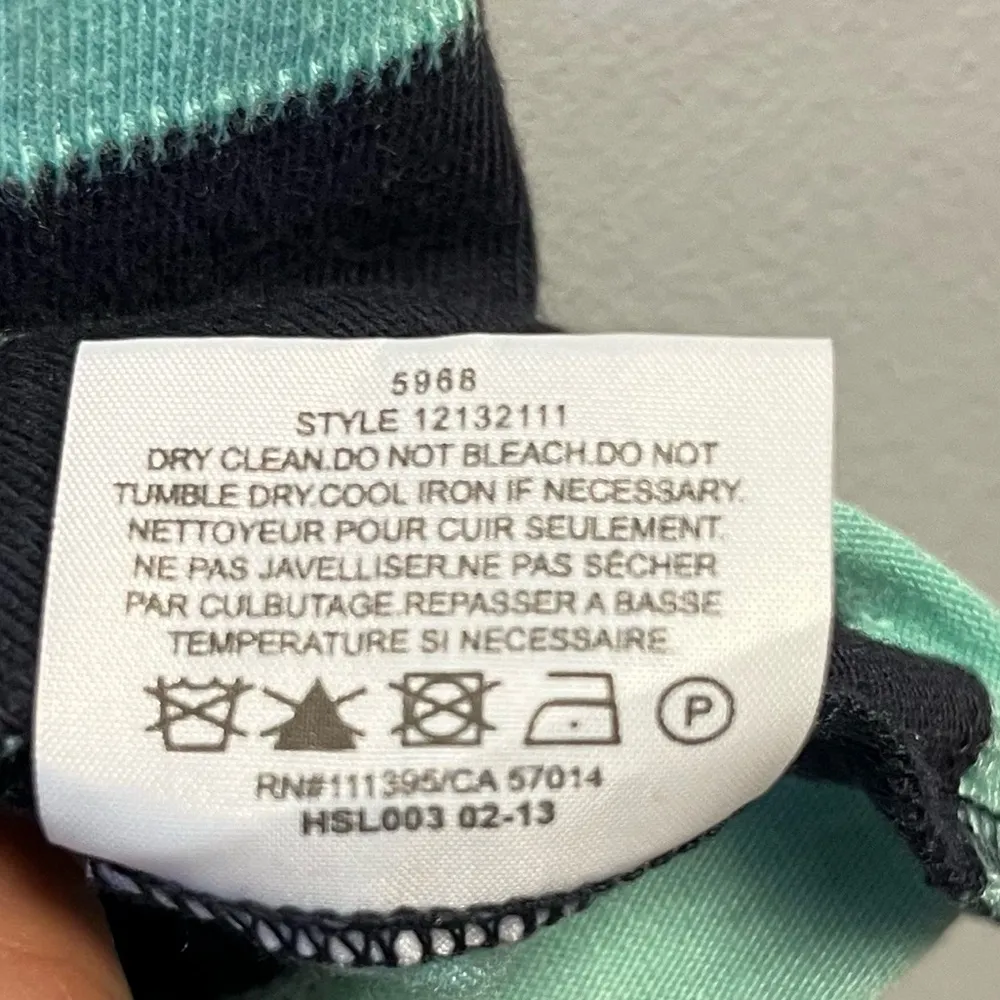 5968
STYLE 12132111
DRY CLEAN.DO NOT BLEACH.DO NOT
TUMBLE DRY.COOL IRON IF NECESSARY.
NETTOYEUR POUR CUIR SEULEMENT.
NE PAS JAVELLISER.NE PAS SÉCHER
PAR CULBUTAGE.REPASSER A BASSE
TEMPERATURE SI NECESSAIRE
P
RN#111395/CA 57014
HSL003 02-13